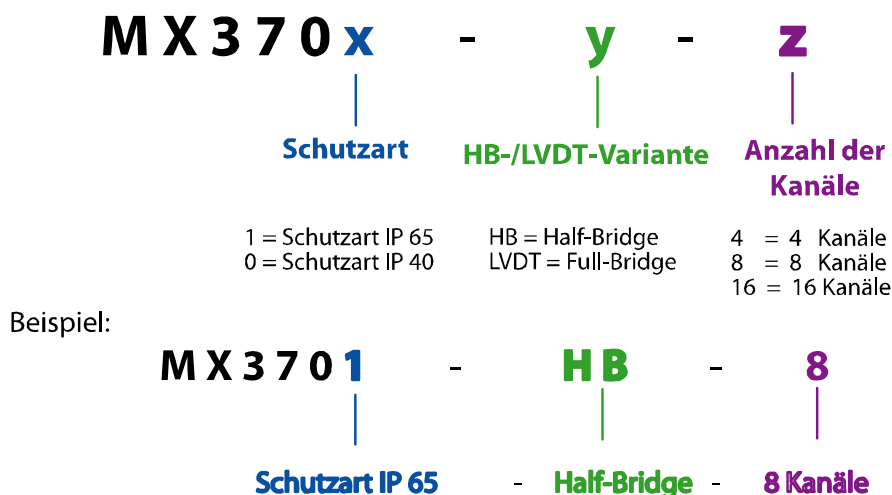 MX370x - y - z
Schutzart HB-/LVDT-Variante Anzahl der
Kanäle
1 = Schutzart IP 65 HB = Half-Bridge 4 = 4 Kanäle
0 = Schutzart IP 40 LVDT = Full-Bridge 8 = 8 Kanäle
16 = 16 Kanäle
Beispiel:
MX3701 - HB - 8
Schutzart IP 65 - Half-Bridge - 8 Kanäle